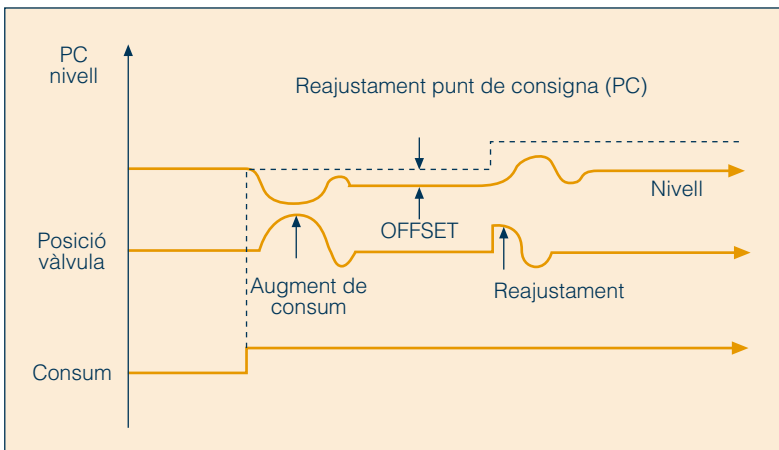 PC
nivell
Reajustament punt de consigna (PC)
Nivell
OFFSET
Posició
vàlvula
Augment de
consum
Reajustament
Consum